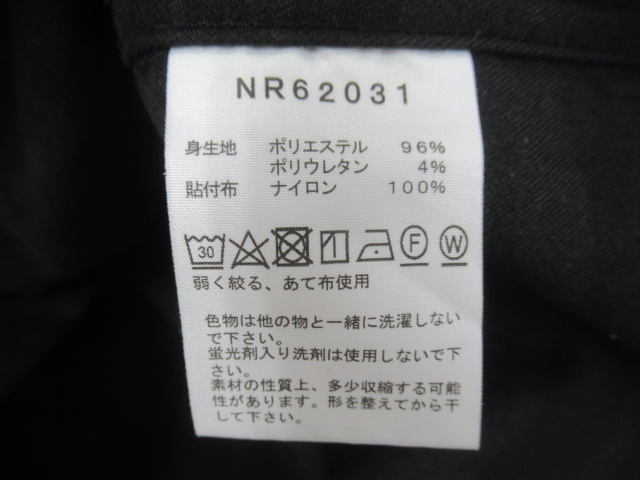 NR62031
身生地 ポリエステル 96%
ポリウレタン 4%
貼付布 ナイロン 100%
30 F W
弱く絞る、あて布使用
色物は他の物と一緒に洗濯しない
で下さい。
蛍光剤入り洗剤は使用しないで下
さい。
素材の性質上、多少収縮する可能
性があります。形を整えてから干
して下さい。